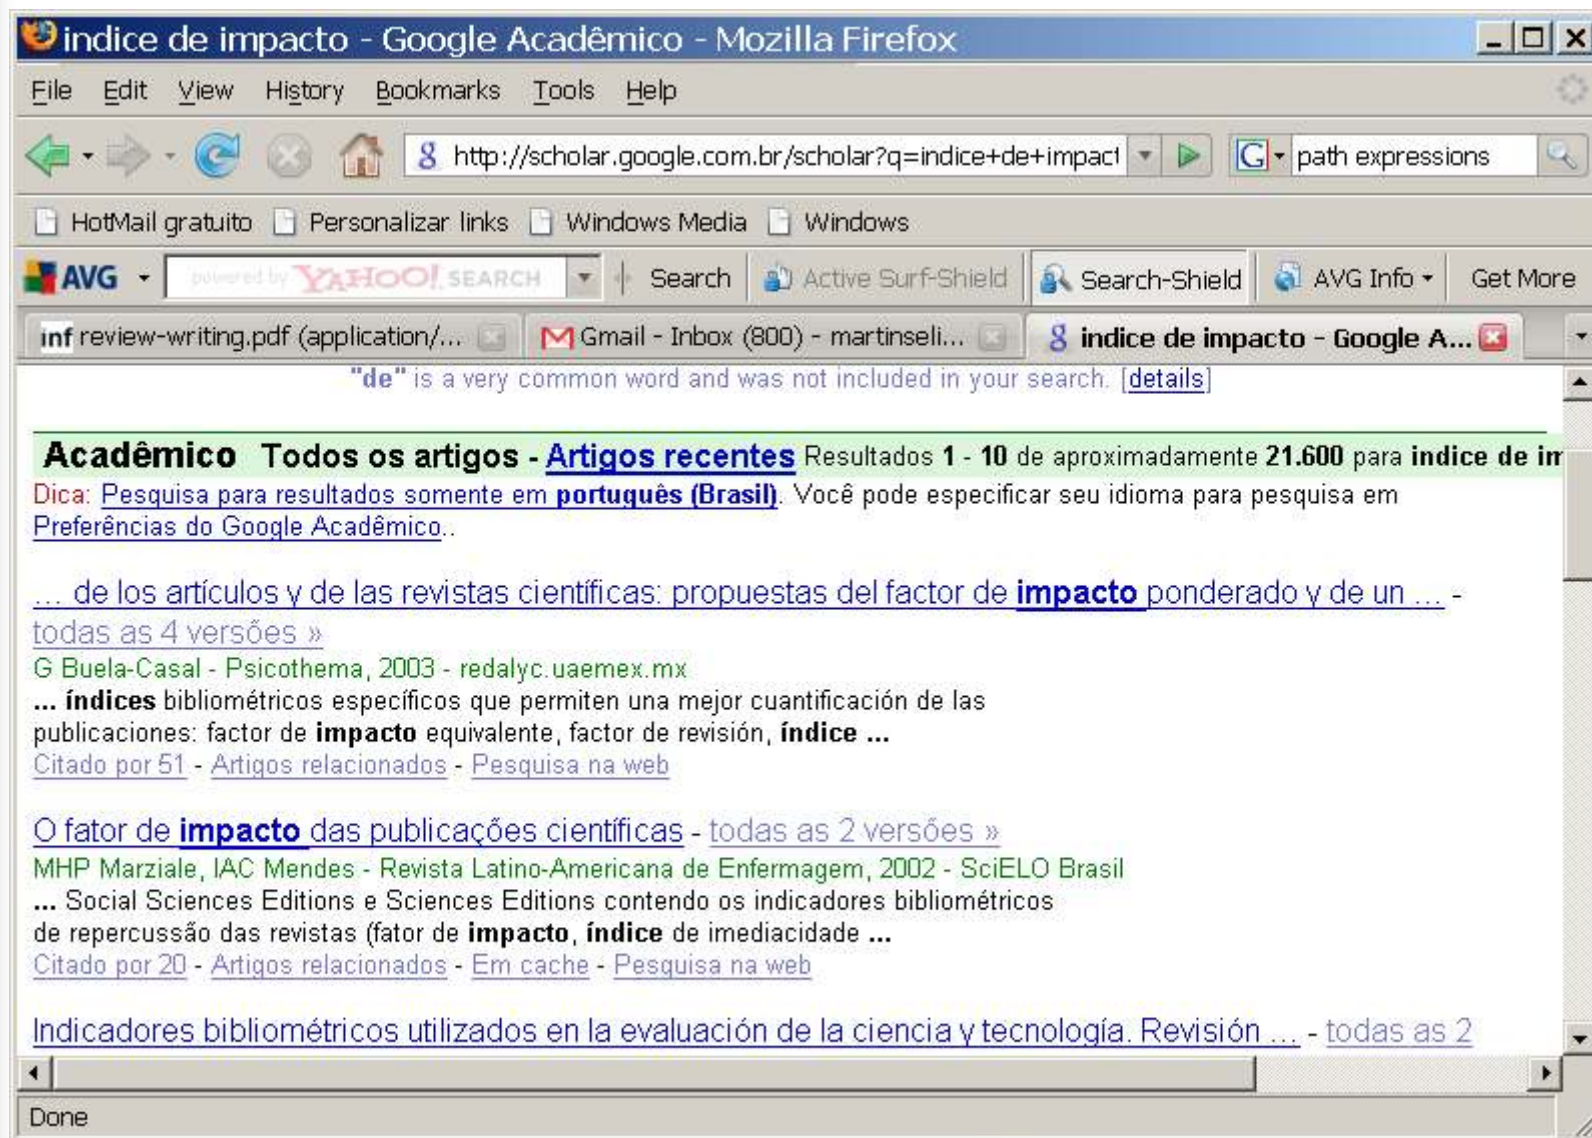 indice de impacto - Google Acadêmico - Mozilla Firefox
File Edit View History Bookmarks Tools Help
http://scholar.google.com.br/scholar?q=indice+de+impact G path expressions
HotMail gratuito Personalizar links Windows Media Windows
AVG powered by YAHOO! SEARCH Search Active Surf-Shield Search-Shield AVG Info Get More
inf review-writing.pdf (application/... Gmail - Inbox (800) - martinseli... indice de impacto - Google A...
"de" is a very common word and was not included in your search. [details]
Acadêmico Todos os artigos - Artigos recentes Resultados 1 - 10 de aproximadamente 21.600 para indice de im
Dica: Pesquisa para resultados somente em português (Brasil). Você pode especificar seu idioma para pesquisa em
Preferências do Google Acadêmico..
... de los artículos y de las revistas científicas: propuestas del factor de impacto ponderado y de un ... -
todas as 4 versões »
G Buela-Casal - Psicothema, 2003 - redalyc.uaemex.mx
... índices bibliométricos específicos que permiten una mejor cuantificación de las
publicaciones: factor de impacto equivalente, factor de revisión, índice ...
Citado por 51 - Artigos relacionados - Pesquisa na web
O fator de impacto das publicações científicas - todas as 2 versões »
MHP Marziale, IAC Mendes - Revista Latino-Americana de Enfermagem, 2002 - SciELO Brasil
... Social Sciences Editions e Sciences Editions contendo os indicadores bibliométricos
de repercussão das revistas (fator de impacto, índice de imediacidade ...
Citado por 20 - Artigos relacionados - Em cache - Pesquisa na web
Indicadores bibliométricos utilizados en la evaluación de la ciencia y tecnología. Revisión ... - todas as 2
Done